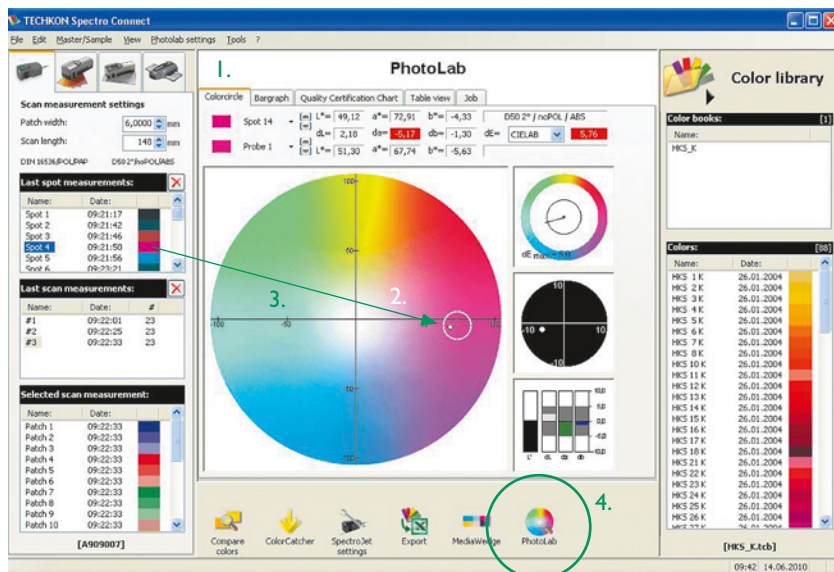 TECHKON Spectro Connect
File Edit Master/Sample View Photolab settings Tools ?
1.
PhotoLab
Colorcircle Bargraph Quality Certification Chart Table view Job
Spot 14 [m] L*= 49,12 a*= 72,91 b*= -4,33 D50 2° / noPOL / ABS
dL= 2,18 da= -5,17 db= -1,30 dE= CIELAB 5,76
Probe 1 [m] L*= 51,30 a*= 67,74 b*= -5,63
Scan measurement settings
Patch width: 6,0000 mm
Scan length: 148 mm
DIN 16536/POL/PAP D50 2°/noPOL/ABS
Last spot measurements:
Name: Date:
Spot 1 09:21:17
Spot 2 09:21:42
Spot 3 09:21:46
Spot 4 09:21:50
Spot 5 09:21:56
Spot 6 09:23:21
Last scan measurements:
Name: Date: #
#1 09:22:01 23
#2 09:22:25 23
#3 09:22:33 23
Selected scan measurement:
Name: Date:
Patch 1 09:22:33
Patch 2 09:22:33
Patch 3 09:22:33
Patch 4 09:22:33
Patch 5 09:22:33
Patch 6 09:22:33
Patch 7 09:22:33
Patch 8 09:22:33
Patch 9 09:22:33
Patch 10 09:22:33
[A909007]
100
50
3.
2.
-100 -50 100
-50
-100
dE max.=
10
-10 10
-10
10,0
5,0
0,0
-5,0
-10,0
L* dL da db
Compare colors
ColorCatcher
SpectroJet settings
Export
MediaWedge
PhotoLab
4.
Color library
Color books: [1]
Name:
HKS_K
Colors: [88]
Name: Date:
HKS 1 K 26.01.2004
HKS 2 K 26.01.2004
HKS 3 K 26.01.2004
HKS 4 K 26.01.2004
HKS 5 K 26.01.2004
HKS 6 K 26.01.2004
HKS 7 K 26.01.2004
HKS 8 K 26.01.2004
HKS 10 K 26.01.2004
HKS 11 K 26.01.2004
HKS 12 K 26.01.2004
HKS 13 K 26.01.2004
HKS 14 K 26.01.2004
HKS 15 K 26.01.2004
HKS 16 K 26.01.2004
HKS 17 K 26.01.2004
HKS 18 K 26.01.2004
HKS 21 K 26.01.2004
HKS 22 K 26.01.2004
HKS 23 K 26.01.2004
HKS 24 K 26.01.2004
HKS 25 K 26.01.2004
HKS 26 K 26.01.2004
[HKS_K.tcb]
09:42 14.06.2010